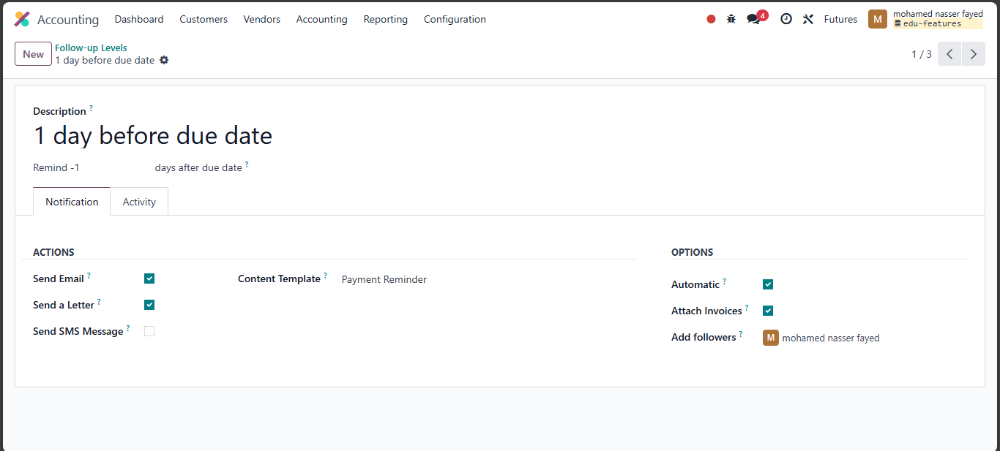 Accounting Dashboard Customers Vendors Accounting Reporting Configuration 4 Futures M mohamed nasser fayed
edu-features
New Follow-up Levels
1 day before due date 1 / 3
Description ?
1 day before due date
Remind -1 days after due date ?
Notification Activity
ACTIONS OPTIONS
Send Email ? Content Template ? Payment Reminder Automatic ?
Send a Letter ? Attach Invoices ?
Send SMS Message ? Add followers ? M mohamed nasser fayed